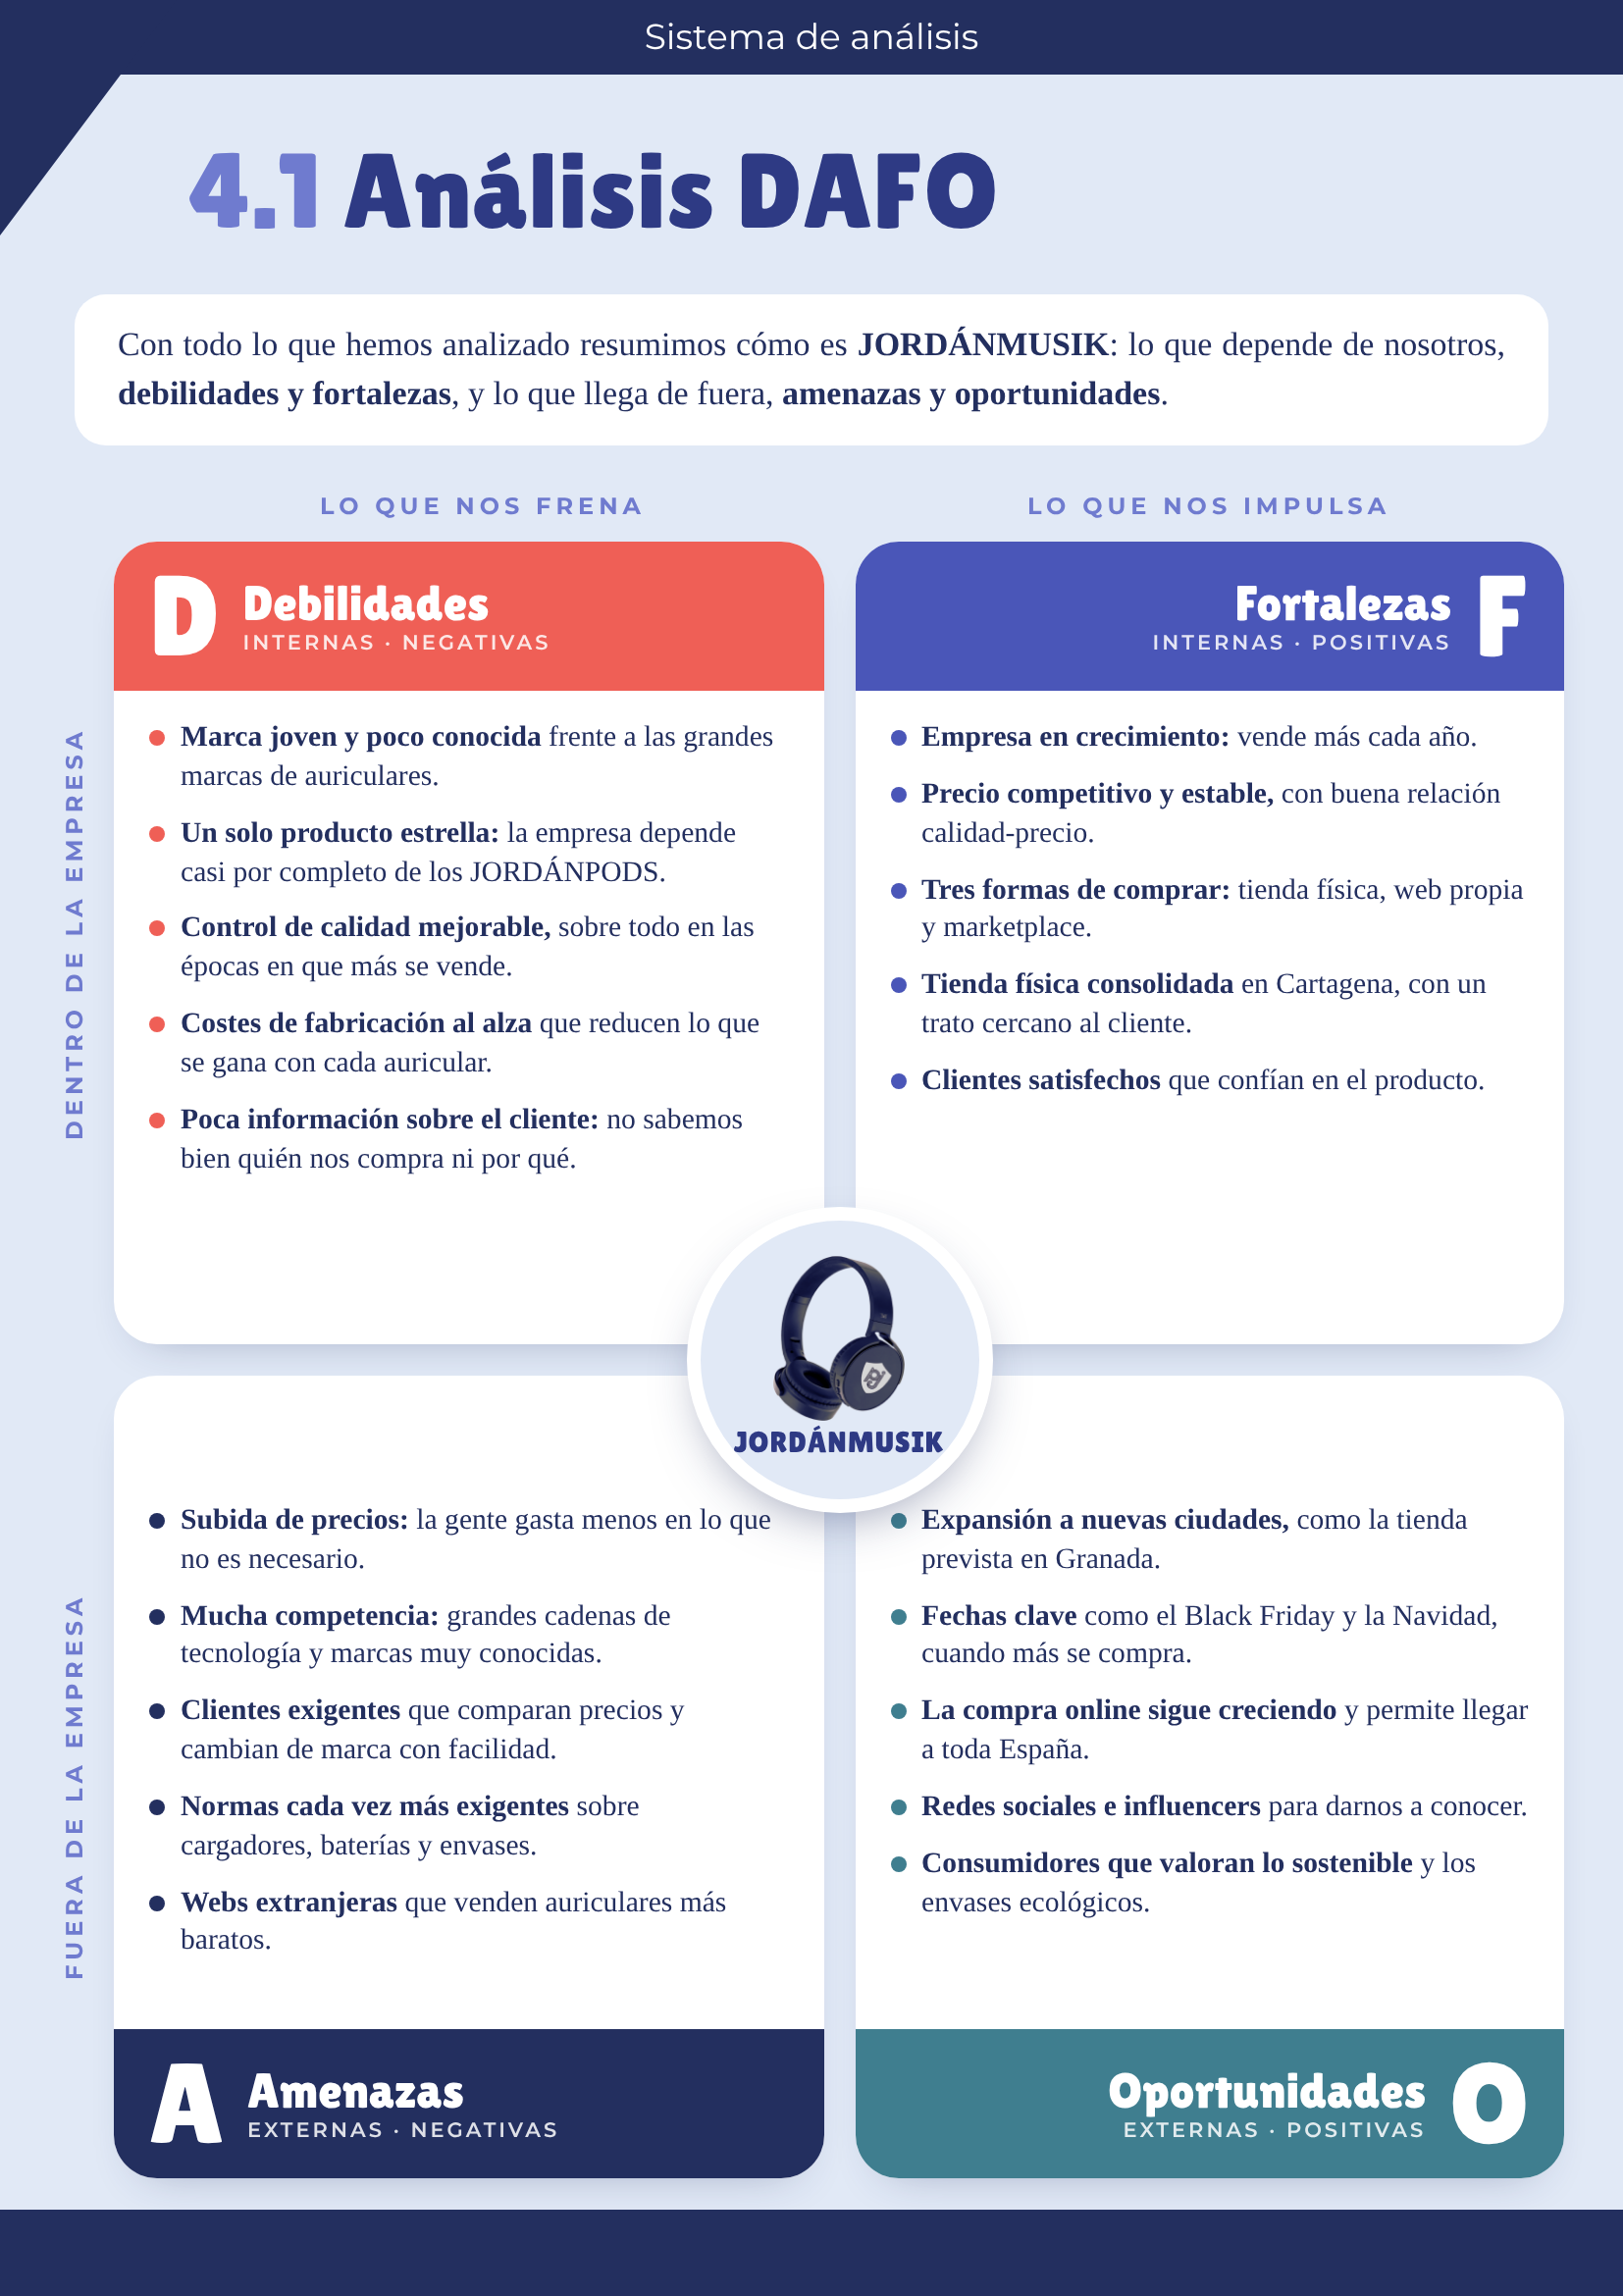 Sistema de análisis
4.1 Análisis DAFO
Con todo lo que hemos analizado resumimos cómo es JORDÁNMUSIK: lo que depende de nosotros,
debilidades y fortalezas, y lo que llega de fuera, amenazas y oportunidades.
LO QUE NOS FRENA
LO QUE NOS IMPULSA
DENTRO DE LA EMPRESA
D Debilidades
INTERNAS · NEGATIVAS
Marca joven y poco conocida frente a las grandes
marcas de auriculares.
Un solo producto estrella: la empresa depende
casi por completo de los JORDÁNPODS.
Control de calidad mejorable, sobre todo en las
épocas en que más se vende.
Costes de fabricación al alza que reducen lo que
se gana con cada auricular.
Poca información sobre el cliente: no sabemos
bien quién nos compra ni por qué.
Fortalezas F
INTERNAS · POSITIVAS
Empresa en crecimiento: vende más cada año.
Precio competitivo y estable, con buena relación
calidad-precio.
Tres formas de comprar: tienda física, web propia
y marketplace.
Tienda física consolidada en Cartagena, con un
trato cercano al cliente.
Clientes satisfechos que confían en el producto.
JORDÁNMUSIK
FUERA DE LA EMPRESA
Subida de precios: la gente gasta menos en lo que
no es necesario.
Mucha competencia: grandes cadenas de
tecnología y marcas muy conocidas.
Clientes exigentes que comparan precios y
cambian de marca con facilidad.
Normas cada vez más exigentes sobre
cargadores, baterías y envases.
Webs extranjeras que venden auriculares más
baratos.
A Amenazas
EXTERNAS · NEGATIVAS
Expansión a nuevas ciudades, como la tienda
prevista en Granada.
Fechas clave como el Black Friday y la Navidad,
cuando más se compra.
La compra online sigue creciendo y permite llegar
a toda España.
Redes sociales e influencers para darnos a conocer.
Consumidores que valoran lo sostenible y los
envases ecológicos.
Oportunidades O
EXTERNAS · POSITIVAS